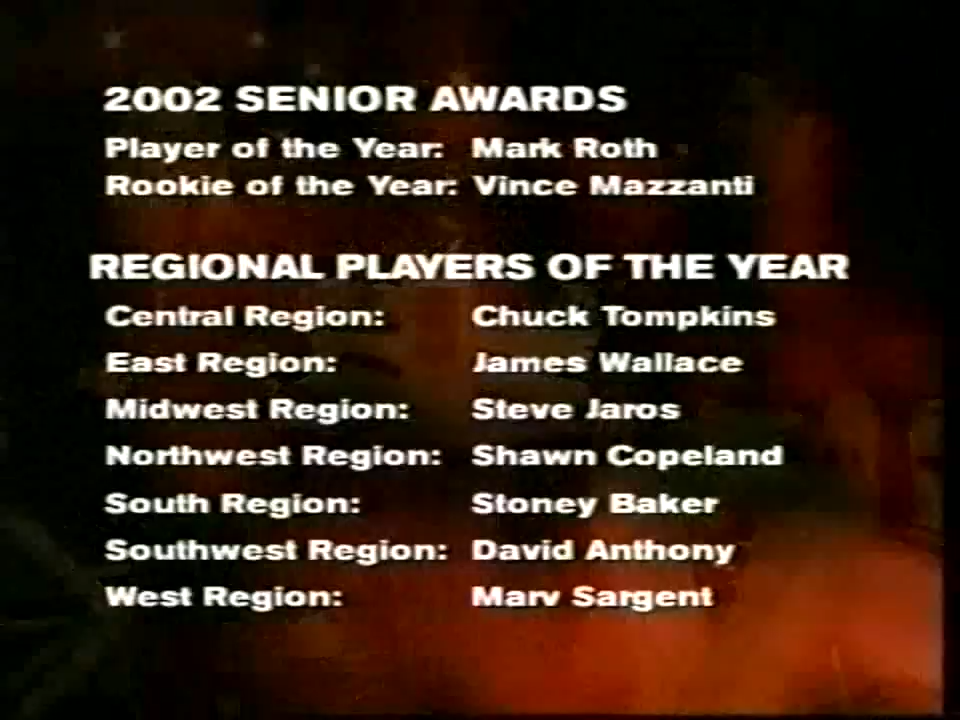 2002 SENIOR AWARDS
Player of the Year: Mark Roth
Rookie of the Year: Vince Mazzanti
REGIONAL PLAYERS OF THE YEAR
Central Region: Chuck Tompkins
East Region: James Wallace
Midwest Region: Steve Jaros
Northwest Region: Shawn Copeland
South Region: Stoney Baker
Southwest Region: David Anthony
West Region: Marv Sargent